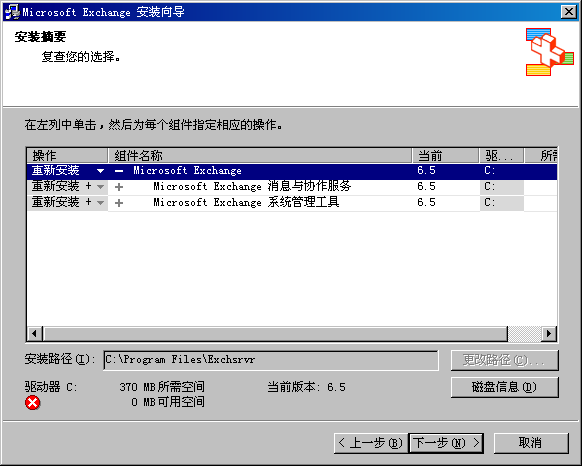 Microsoft Exchange 安装向导
安装摘要
复查您的选择。
在左列中单击，然后为每个组件指定相应的操作。
操作 组件名称 当前 驱... 所需
重新安装 Microsoft Exchange 6.5 C:
重新安装 + Microsoft Exchange 消息与协作服务 6.5 C:
重新安装 + Microsoft Exchange 系统管理工具 6.5 C:
安装路径(I): C:\Program Files\Exchsrvr 更改路径(C)...
驱动器 C: 370 MB 所需空间 当前版本: 6.5 磁盘信息(D)
0 MB 可用空间
< 上一步(B) 下一步(N) > 取消